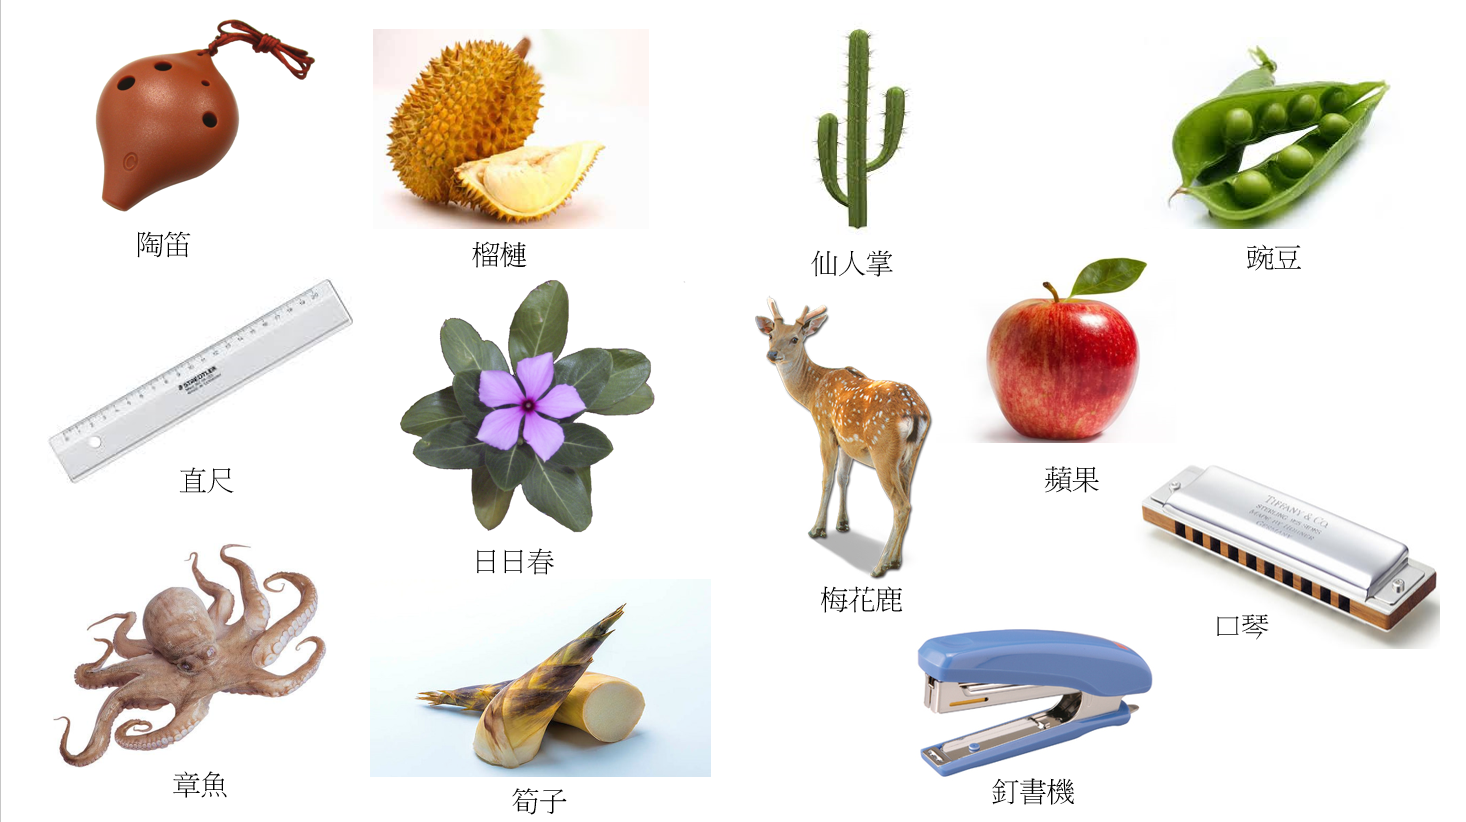 陶笛
榴槤
仙人掌
豌豆
直尺
STAEDTLER
日日春
梅花鹿
蘋果
TIFFANY & CO.
口琴
章魚
筍子
釘書機